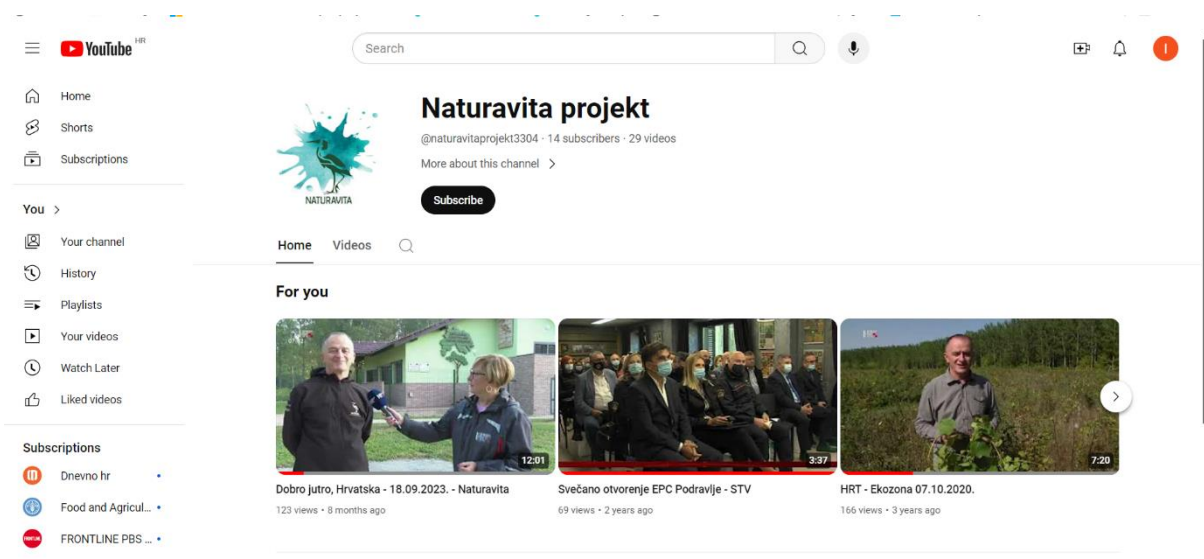 YouTube HR
Search
I
Home
Shorts
Subscriptions
You
Your channel
History
Playlists
Your videos
Watch Later
Liked videos
Subscriptions
Dnevno hr
Food and Agricul...
FRONTLINE PBS ...
NATURAVITA
Naturavita projekt
@naturavitaprojekt3304 · 14 subscribers · 29 videos
More about this channel
Subscribe
Home Videos
For you
12:01
Dobro jutro, Hrvatska - 18.09.2023. - Naturavita
123 views • 8 months ago
3:37
Svečano otvorenje EPC Podravlje - STV
69 views • 2 years ago
7:20
HRT - Ekozona 07.10.2020.
166 views • 3 years ago